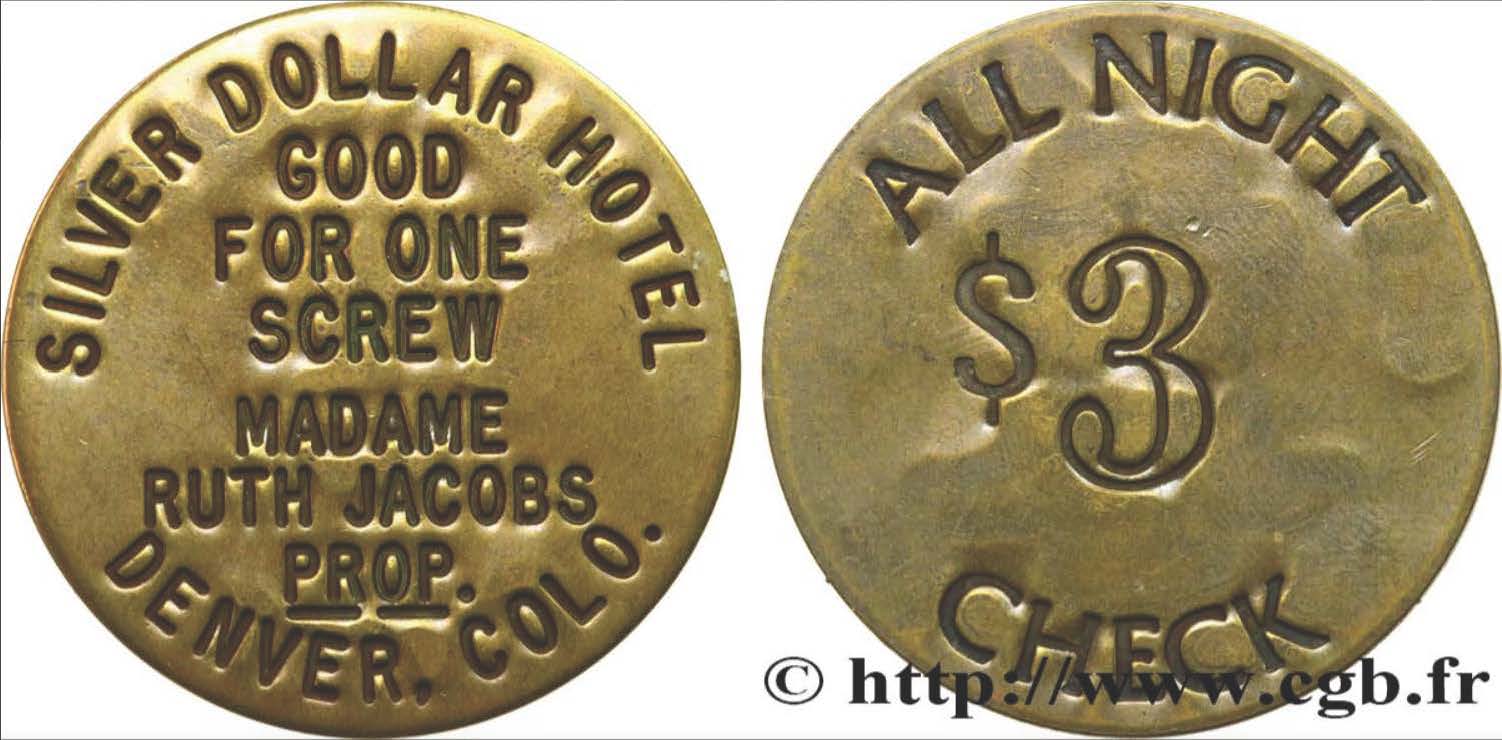 SILVER DOLLAR HOTEL
GOOD
FOR ONE
SCREW
MADAME
RUTH JACOBS
PROP.
DENVER, COLO.
ALL NIGHT
$3
CHECK
© http://www.cgb.fr